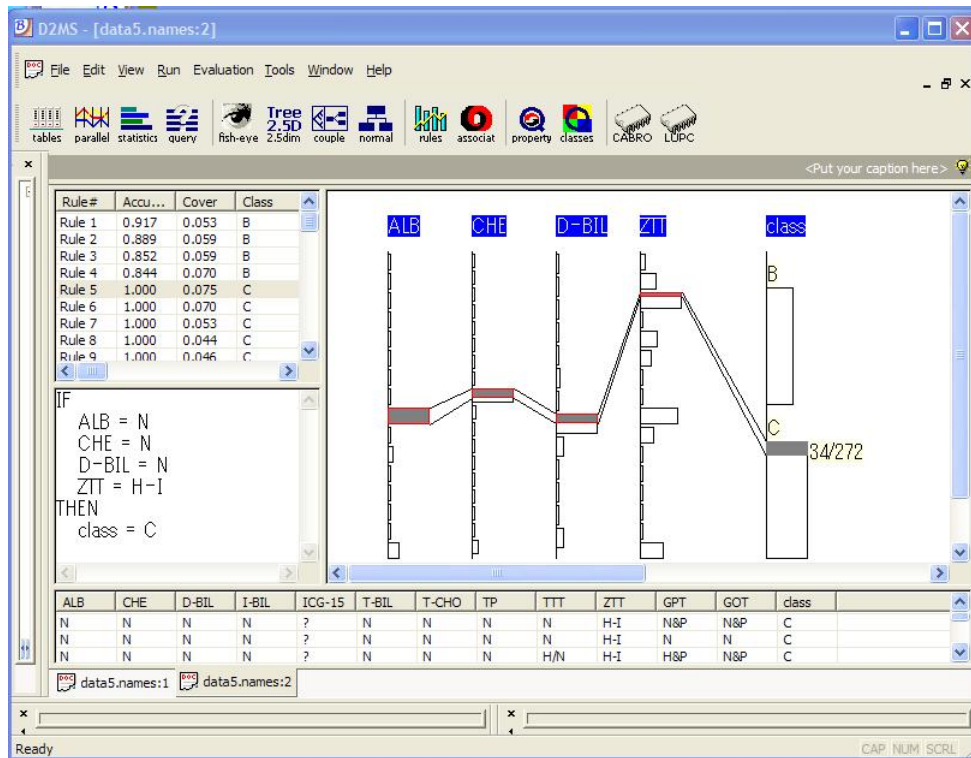 D2MS - [data5.names:2]
File Edit View Run Evaluation Tools Window Help
Tree 2.5D
tables parallel statistics query fish-eye 2.5dim couple normal rules associat property classes CABRO LUPC
<Put your caption here>
Rule# Accu... Cover Class
Rule 1 0.917 0.053 B
Rule 2 0.889 0.059 B
Rule 3 0.852 0.059 B
Rule 4 0.844 0.070 B
Rule 5 1.000 0.075 C
Rule 6 1.000 0.070 C
Rule 7 1.000 0.053 C
Rule 8 1.000 0.044 C
Rule 9 1.000 0.046 C
IF
ALB = N
CHE = N
D-BIL = N
ZTT = H-I
THEN
class = C
ALB CHE D-BIL ZTT class
B
C
34/272
ALB CHE D-BIL I-BIL ICG-15 T-BIL T-CHO TP TTT ZTT GPT GOT class
N N N N ? N N N N H-I N&P N&P C
N N N N ? N N N N H-I N N C
N N N N ? N N N H/N H-I H&P N&P C
data5.names:1 data5.names:2
Ready CAP NUM SCRL